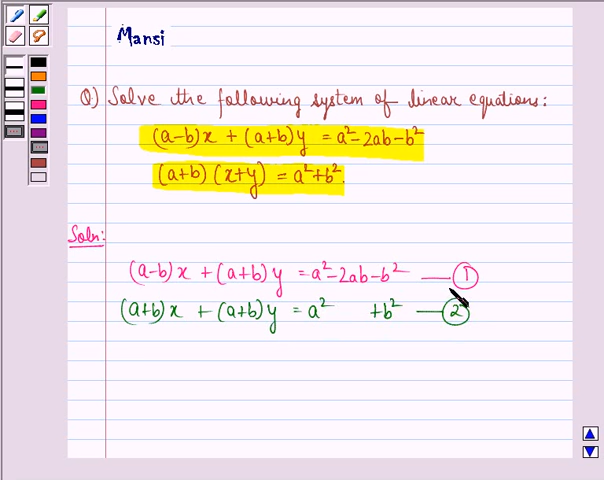 Mansi
Q) Solve the following system of linear equations:
(a-b)x + (a+b)y = a²-2ab-b²
(a+b)(x+y) = a²+b².
Soln:
(a-b)x + (a+b)y = a²-2ab-b² — ①
(a+b)x + (a+b)y = a² +b² — ②